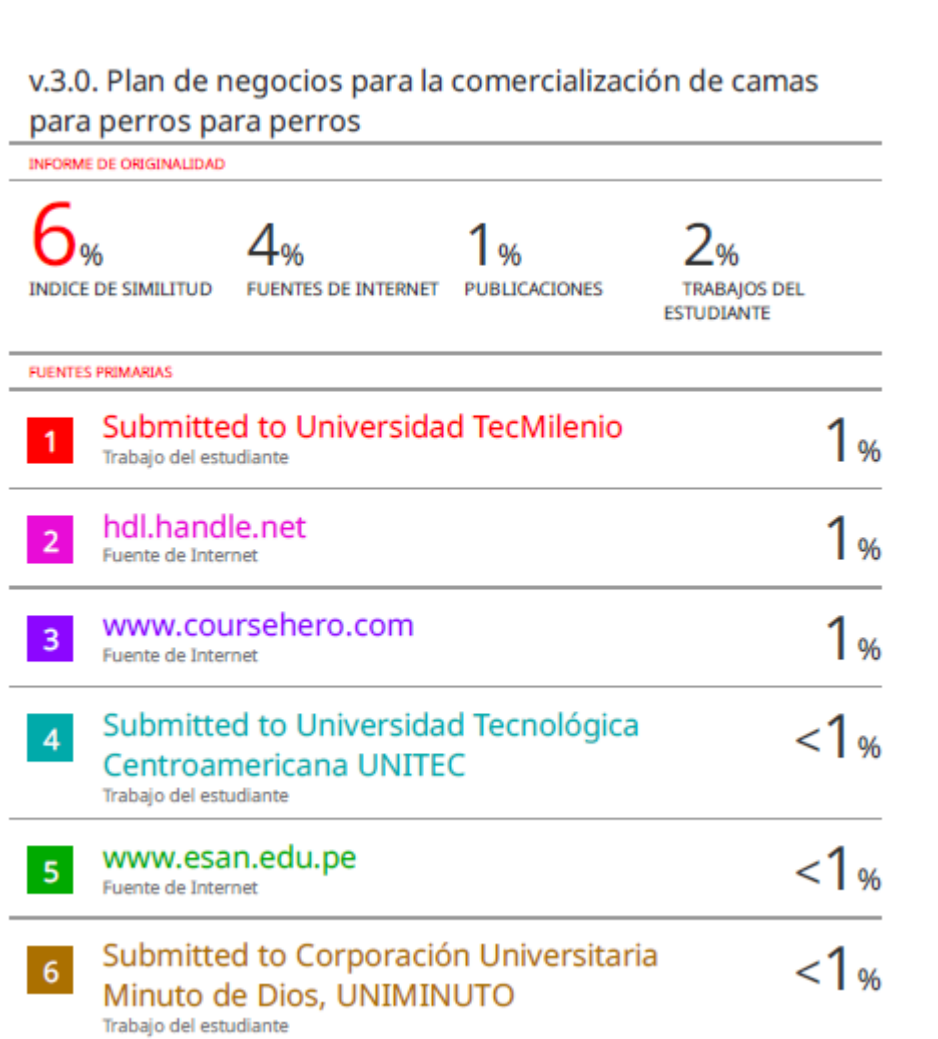 v.3.0. Plan de negocios para la comercialización de camas
para perros para perros
INFORME DE ORIGINALIDAD
6%
INDICE DE SIMILITUD
4%
FUENTES DE INTERNET
1%
PUBLICACIONES
2%
TRABAJOS DEL
ESTUDIANTE
FUENTES PRIMARIAS
1
Submitted to Universidad TecMilenio
Trabajo del estudiante
1%
2
hdl.handle.net
Fuente de Internet
1%
3
www.coursehero.com
Fuente de Internet
1%
4
Submitted to Universidad Tecnológica
Centroamericana UNITEC
Trabajo del estudiante
<1%
5
www.esan.edu.pe
Fuente de Internet
<1%
6
Submitted to Corporación Universitaria
Minuto de Dios, UNIMINUTO
Trabajo del estudiante
<1%